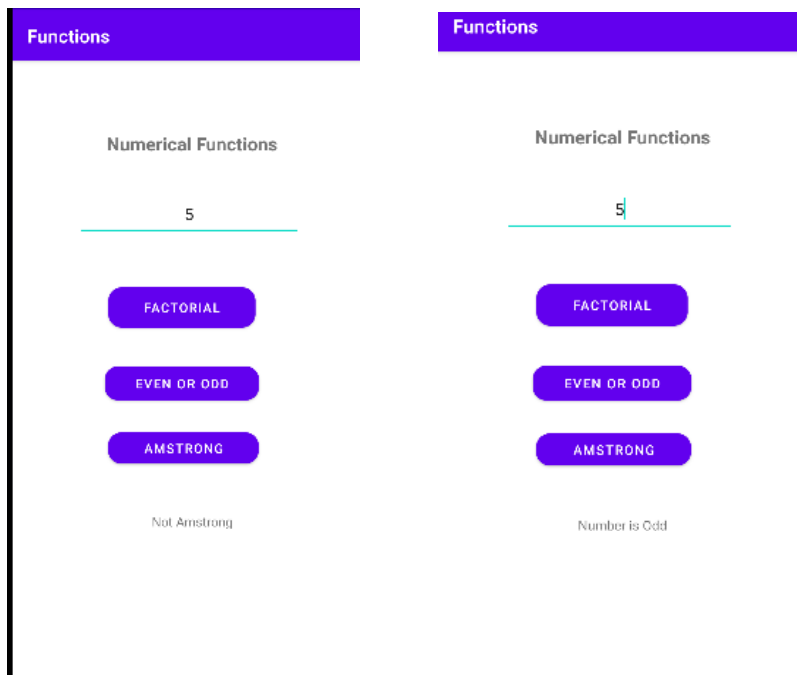 Functions
Numerical Functions
5
FACTORIAL
EVEN OR ODD
AMSTRONG
Not Amstrong
Functions
Numerical Functions
5
FACTORIAL
EVEN OR ODD
AMSTRONG
Number is Odd